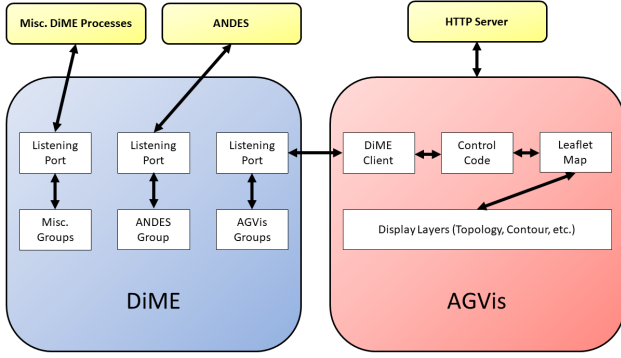 Misc. DiME Processes
ANDES
HTTP Server
Listening
Port
Listening
Port
Listening
Port
DiME
Client
Control
Code
Leaflet
Map
Misc.
Groups
ANDES
Group
AGVis
Groups
Display Layers (Topology, Contour, etc.)
DiME
AGVis